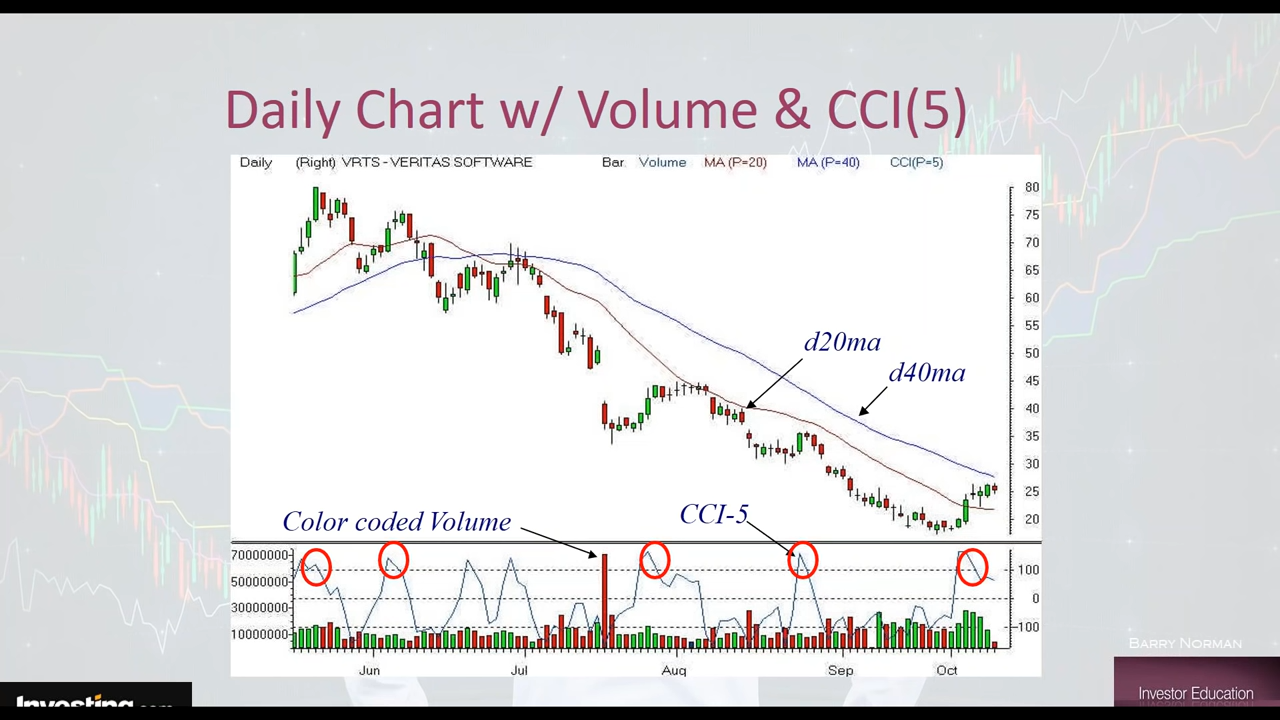 Daily Chart w/ Volume & CCI(5)
Daily (Right) VRTS - VERITAS SOFTWARE Bar Volume MA (P=20) MA (P=40) CCI(P=5)
80
75
70
65
60
55
50
45
40
35
30
25
20
d20ma
d40ma
Color coded Volume
CCI-5
70000000
50000000
30000000
10000000
100
0
100
Jun Jul Aug Sep Oct
BARRY NORMAN
Investing.com
Investor Education